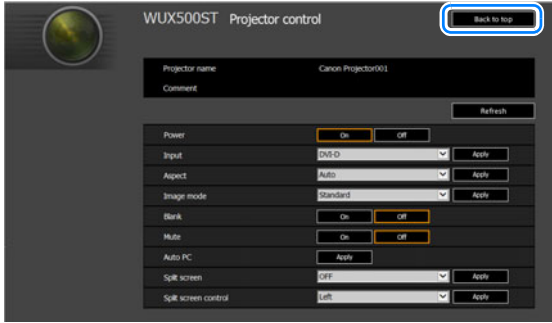 WUX500ST Projector control Back to top
Projector name Canon Projector001
Comment
Refresh
Power On Off
Input DVI-D Apply
Aspect Auto Apply
Image mode Standard Apply
Blank On Off
Mute On Off
Auto PC Apply
Split screen OFF Apply
Split screen control Left Apply